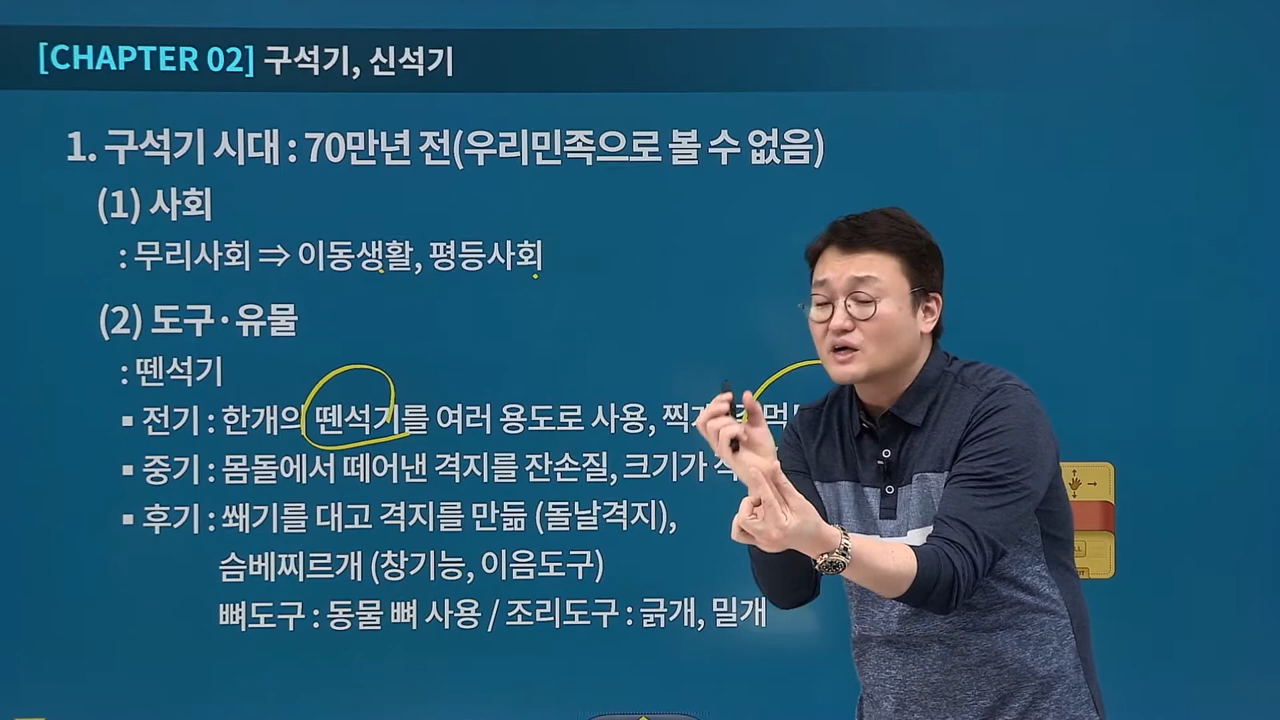 [CHAPTER 02] 구석기, 신석기
1. 구석기 시대 : 70만년 전(우리민족으로 볼 수 없음)
(1) 사회
: 무리사회 ⇒ 이동생활, 평등사회
(2) 도구·유물
: 뗀석기
▪ 전기 : 한개의 뗀석기를 여러 용도로 사용,
▪ 중기 : 몸돌에서 떼어낸 격지를 잔손질, 크기가
▪ 후기 : 쐐기를 대고 격지를 만듦 (돌날격지),
슴베찌르개 (창기능, 이음도구)
뼈도구 : 동물 뼈 사용 / 조리도구 : 긁개, 밀개